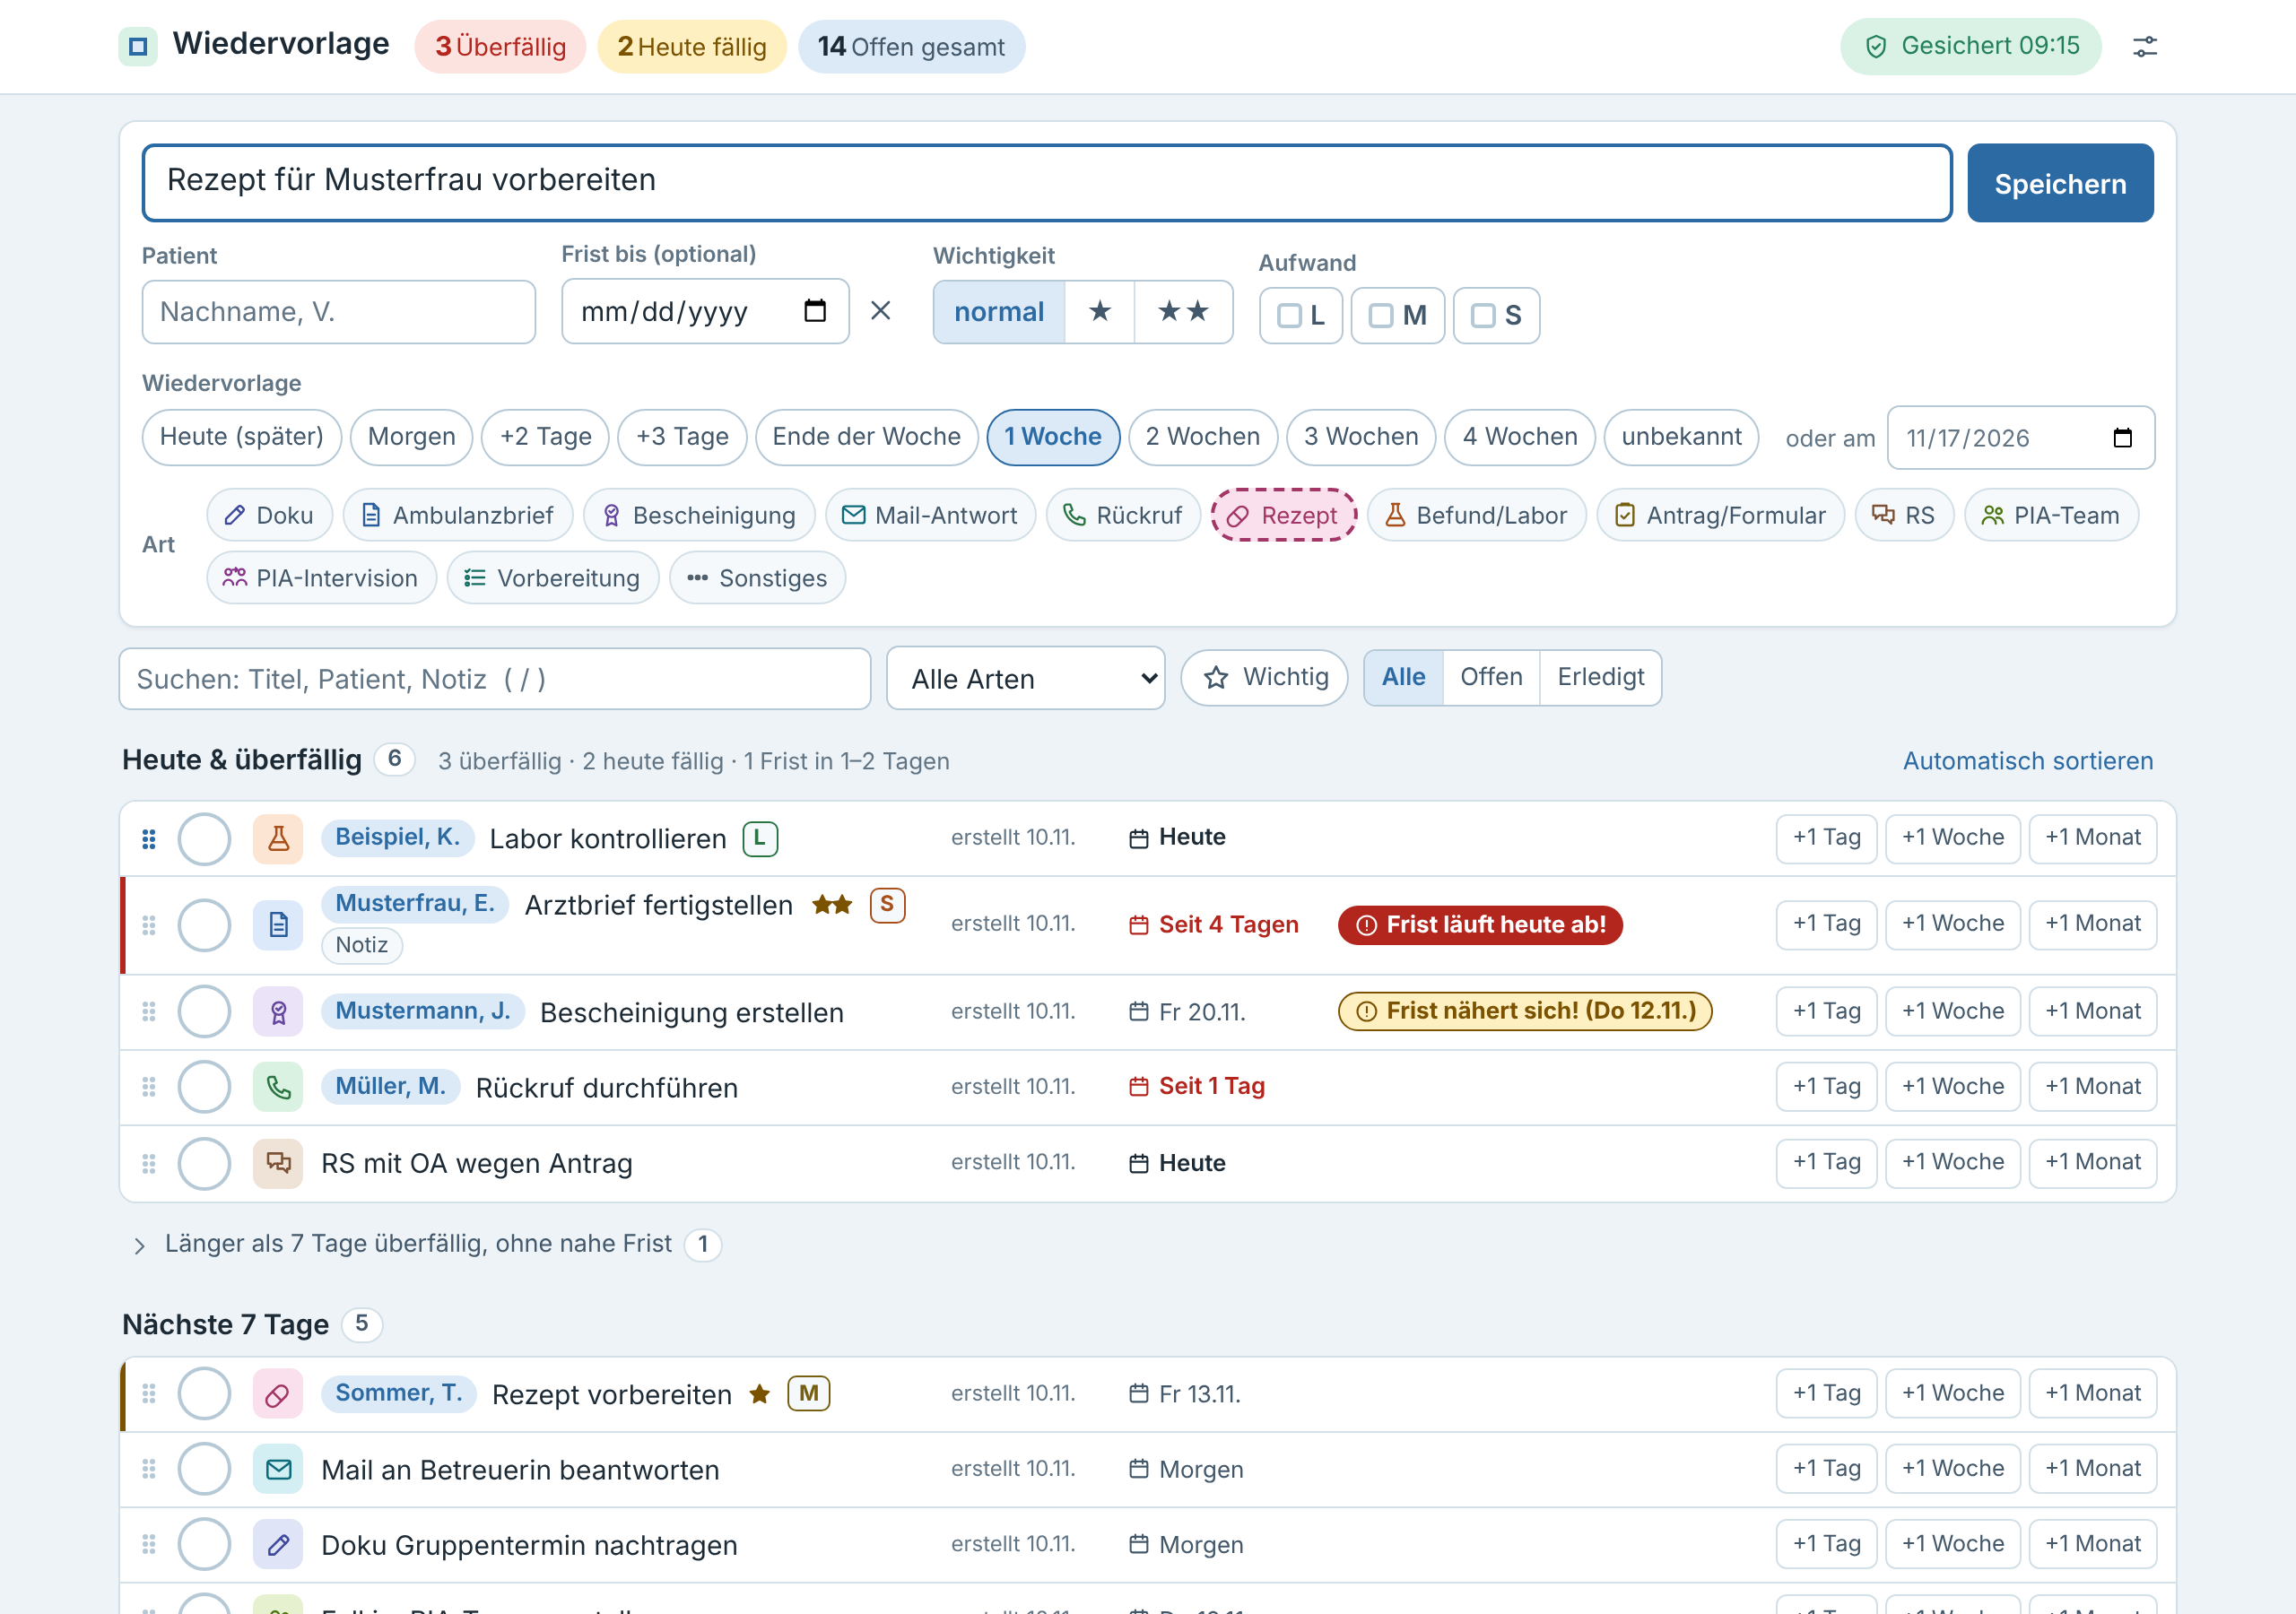 Wiedervorlage 3 Überfällig 2 Heute fällig 14 Offen gesamt Gesichert 09:15
Rezept für Musterfrau vorbereiten Speichern
Patient Frist bis (optional) Wichtigkeit Aufwand
Nachname, V. mm/dd/yyyy normal ★ ★★ L M S
Wiedervorlage
Heute (später) Morgen +2 Tage +3 Tage Ende der Woche 1 Woche 2 Wochen 3 Wochen 4 Wochen unbekannt oder am 11/17/2026
Art Doku Ambulanzbrief Bescheinigung Mail-Antwort Rückruf Rezept Befund/Labor Antrag/Formular RS PIA-Team
PIA-Intervision Vorbereitung Sonstiges
Suchen: Titel, Patient, Notiz ( / ) Alle Arten Wichtig Alle Offen Erledigt
Heute & überfällig 6 3 überfällig · 2 heute fällig · 1 Frist in 1–2 Tagen Automatisch sortieren
Beispiel, K. Labor kontrollieren L erstellt 10.11. Heute +1 Tag +1 Woche +1 Monat
Musterfrau, E. Arztbrief fertigstellen ★★ S erstellt 10.11. Seit 4 Tagen Frist läuft heute ab! +1 Tag +1 Woche +1 Monat
Notiz
Mustermann, J. Bescheinigung erstellen erstellt 10.11. Fr 20.11. Frist nähert sich! (Do 12.11.) +1 Tag +1 Woche +1 Monat
Müller, M. Rückruf durchführen erstellt 10.11. Seit 1 Tag +1 Tag +1 Woche +1 Monat
RS mit OA wegen Antrag erstellt 10.11. Heute +1 Tag +1 Woche +1 Monat
Länger als 7 Tage überfällig, ohne nahe Frist 1
Nächste 7 Tage 5
Sommer, T. Rezept vorbereiten ★ M erstellt 10.11. Fr 13.11. +1 Tag +1 Woche +1 Monat
Mail an Betreuerin beantworten erstellt 10.11. Morgen +1 Tag +1 Woche +1 Monat
Doku Gruppentermin nachtragen erstellt 10.11. Morgen +1 Tag +1 Woche +1 Monat